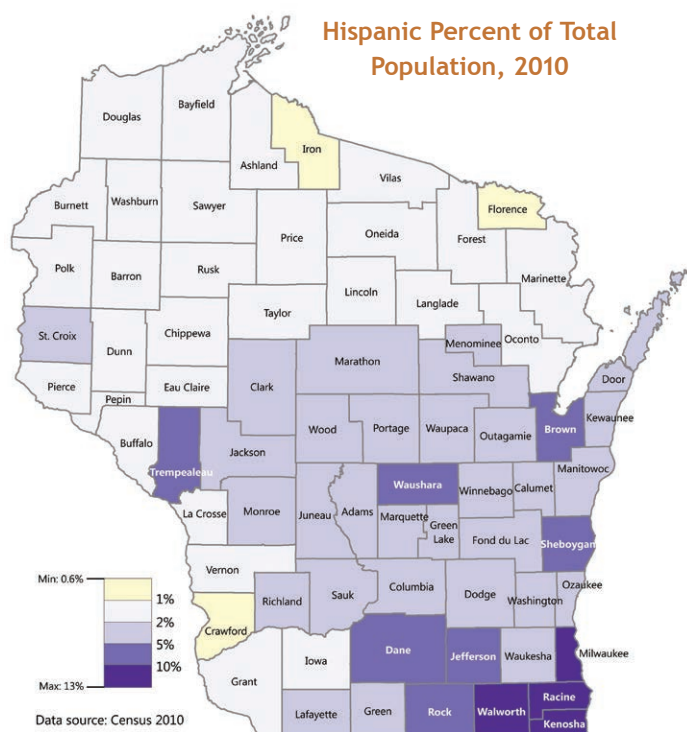 Hispanic Percent of Total
Population, 2010
Douglas
Bayfield
Ashland
Iron
Vilas
Florence
Burnett
Washburn
Sawyer
Price
Oneida
Forest
Marinette
Polk
Barron
Rusk
Lincoln
Langlade
Taylor
Oconto
St. Croix
Dunn
Chippewa
Marathon
Menominee
Shawano
Door
Pierce
Pepin
Eau Claire
Clark
Kewaunee
Buffalo
Trempealeau
Jackson
Wood
Portage
Waupaca
Outagamie
Brown
Manitowoc
Waushara
Winnebago
Calumet
La Crosse
Monroe
Juneau
Adams
Marquette
Green
Lake
Fond du Lac
Sheboygan
Vernon
Richland
Sauk
Columbia
Dodge
Washington
Ozaukee
Crawford
Min: 0.6%
1%
2%
5%
10%
Max: 13%
Grant
Iowa
Dane
Jefferson
Waukesha
Milwaukee
Lafayette
Green
Rock
Walworth
Racine
Kenosha
Data source: Census 2010